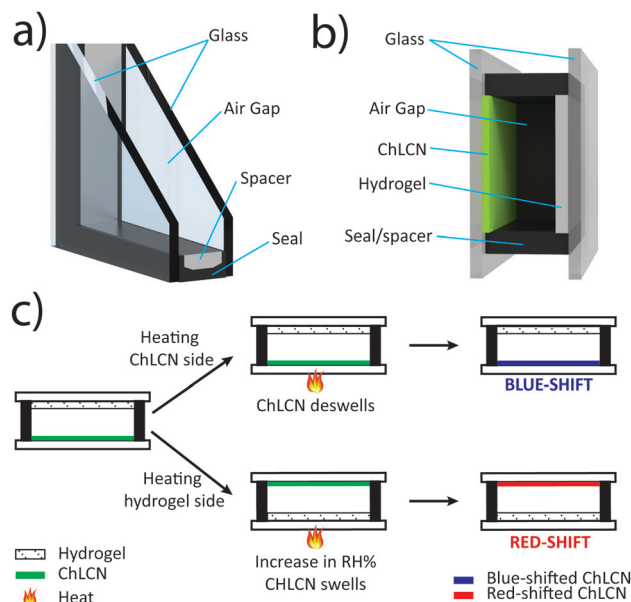 a)
Glass
Air Gap
Spacer
Seal
b)
Glass
Air Gap
ChLCN
Hydrogel
Seal/spacer
c)
Heating
ChLCN side
ChLCN deswells
BLUE-SHIFT
Heating
hydrogel side
Increase in RH%
CHLCN swells
RED-SHIFT
Hydrogel
ChLCN
Heat
Blue-shifted ChLCN
Red-shifted ChLCN